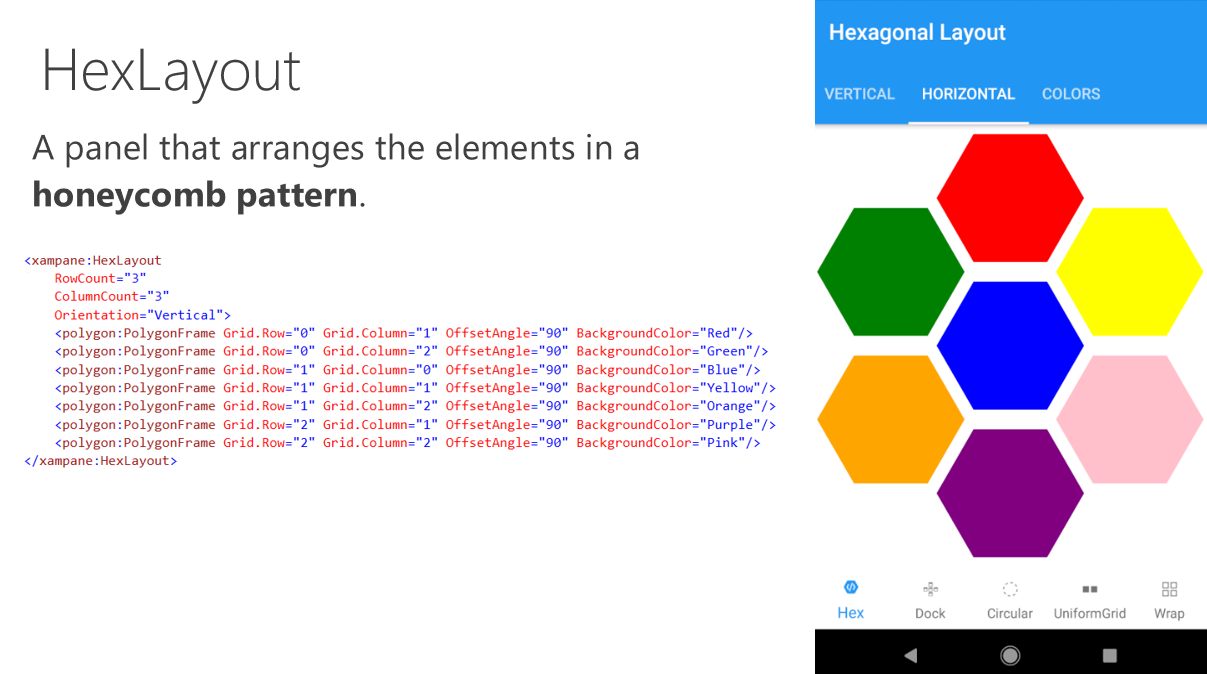 HexLayout
A panel that arranges the elements in a
honeycomb pattern.
<xampane:HexLayout
    RowCount="3"
    ColumnCount="3"
    Orientation="Vertical">
    <polygon:PolygonFrame Grid.Row="0" Grid.Column="1" OffsetAngle="90" BackgroundColor="Red"/>
    <polygon:PolygonFrame Grid.Row="0" Grid.Column="2" OffsetAngle="90" BackgroundColor="Green"/>
    <polygon:PolygonFrame Grid.Row="1" Grid.Column="0" OffsetAngle="90" BackgroundColor="Blue"/>
    <polygon:PolygonFrame Grid.Row="1" Grid.Column="1" OffsetAngle="90" BackgroundColor="Yellow"/>
    <polygon:PolygonFrame Grid.Row="1" Grid.Column="2" OffsetAngle="90" BackgroundColor="Orange"/>
    <polygon:PolygonFrame Grid.Row="2" Grid.Column="1" OffsetAngle="90" BackgroundColor="Purple"/>
    <polygon:PolygonFrame Grid.Row="2" Grid.Column="2" OffsetAngle="90" BackgroundColor="Pink"/>
</xampane:HexLayout>
Hexagonal Layout
VERTICAL HORIZONTAL COLORS
Hex Dock Circular UniformGrid Wrap